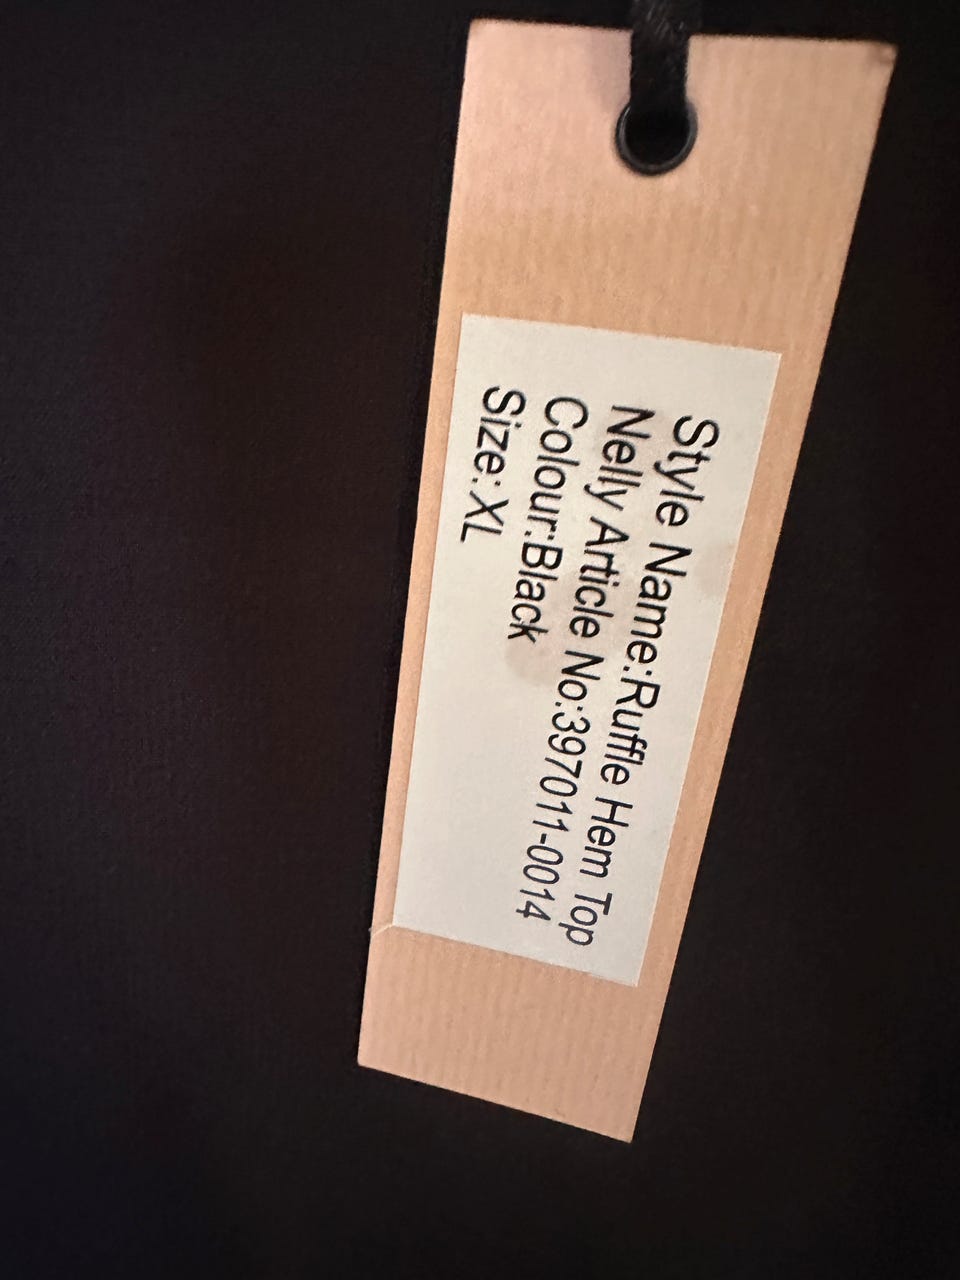 Style Name:Ruffle Hem Top
Nelly Article No:397011-0014
Colour:Black
Size:XL